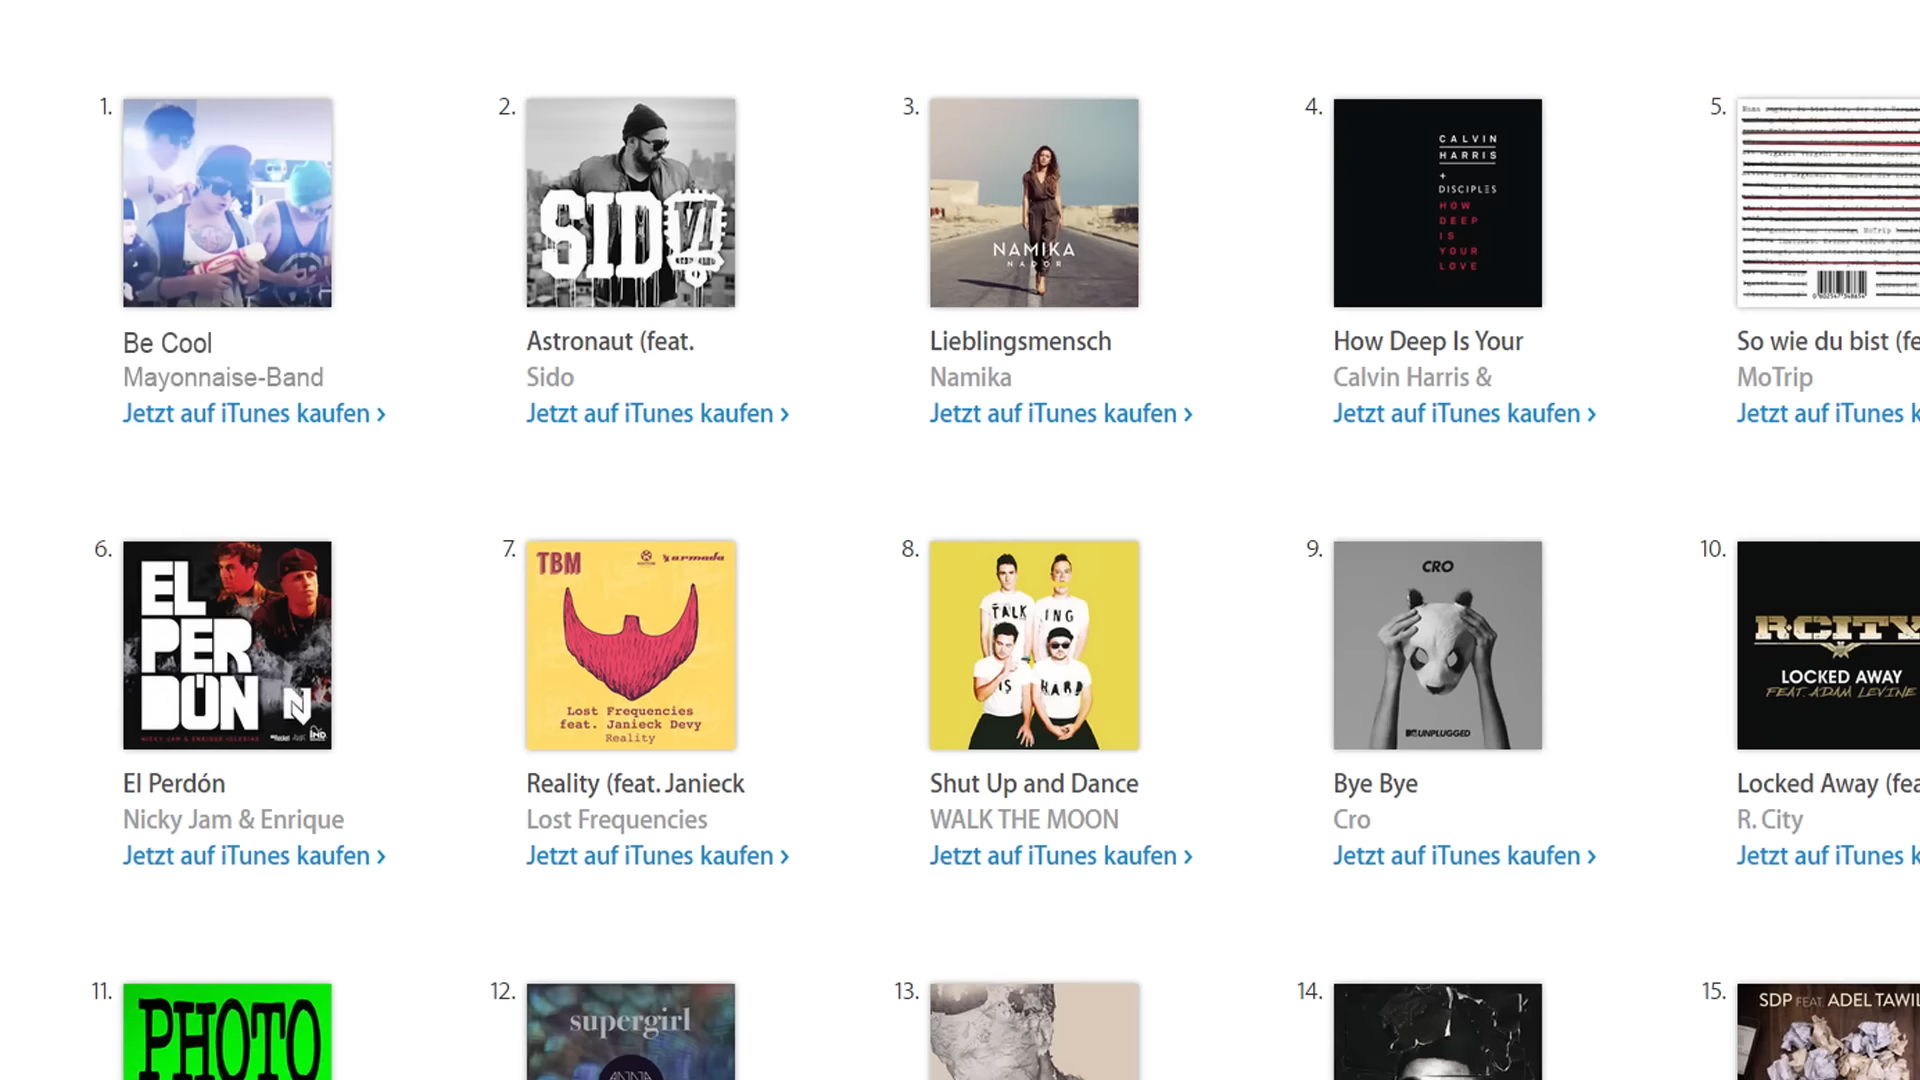 1.
2.
3.
4.
5.
SIDO
VI
NAMIKA
NADOR
CALVIN
HARRIS
+
DISCIPLES
HOW
DEEP
IS
YOUR
LOVE
Be Cool
Mayonnaise-Band
Jetzt auf iTunes kaufen ›
Astronaut (feat.
Sido
Jetzt auf iTunes kaufen ›
Lieblingsmensch
Namika
Jetzt auf iTunes kaufen ›
How Deep Is Your
Calvin Harris &
Jetzt auf iTunes kaufen ›
So wie du bist (fe
MoTrip
Jetzt auf iTunes k
6.
7.
8.
9.
10.
EL
PER
DÓN
NICKY JAM & ENRIQUE IGLESIAS
TBM
armada
Lost Frequencies
feat. Janieck Devy
Reality
TALK
ING
IS
HARD
CRO
MTV UNPLUGGED
R·CITY
LOCKED AWAY
FEAT. ADAM LEVINE
El Perdón
Nicky Jam & Enrique
Jetzt auf iTunes kaufen ›
Reality (feat. Janieck
Lost Frequencies
Jetzt auf iTunes kaufen ›
Shut Up and Dance
WALK THE MOON
Jetzt auf iTunes kaufen ›
Bye Bye
Cro
Jetzt auf iTunes kaufen ›
Locked Away (fea
R. City
Jetzt auf iTunes k
11.
12.
13.
14.
15.
PHOTO
supergirl
ANNA
SDP FEAT. ADEL TAWIL